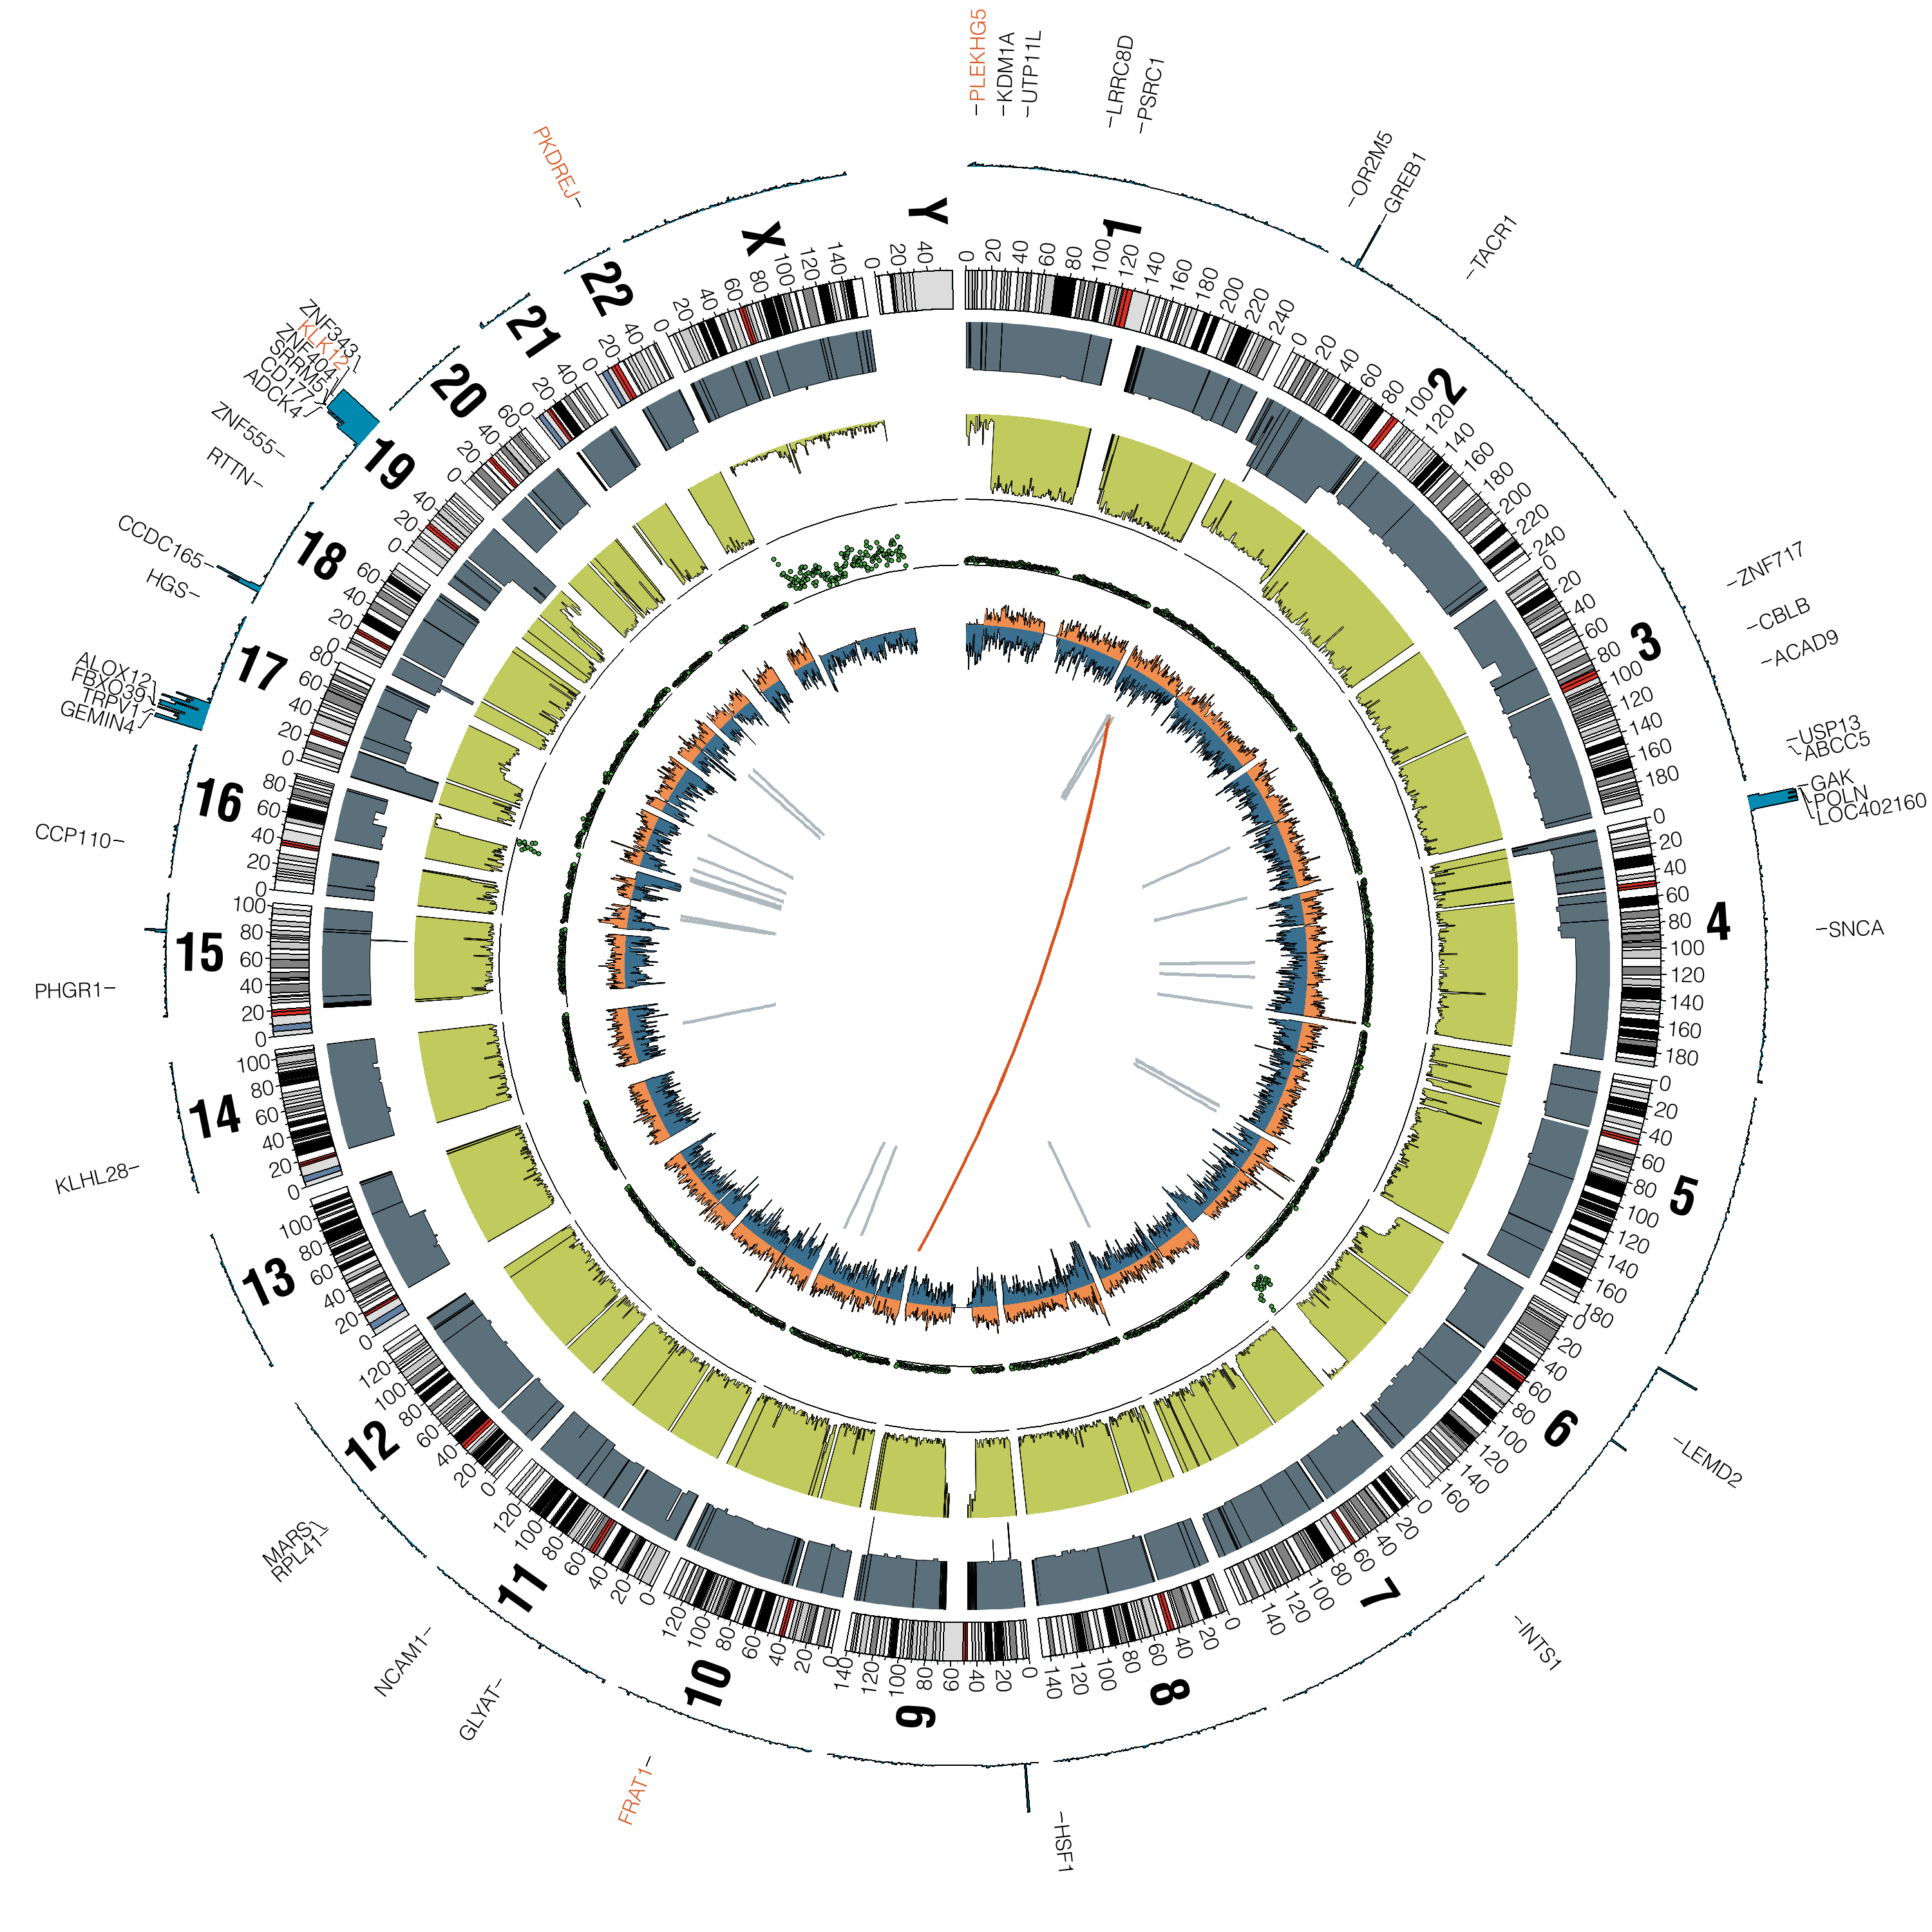 PLEKHG5
KDM1A
UTP11L
LRRC8D
PSRC1
OR2M5
GREB1
TACR1
ZNF717
CBLB
ACAD9
USP13
ABCC5
GAK
POLN
LOC402160
SNCA
LEMD2
INTS1
HSF1
FRAT1
GLYAT
NCAM1
RPL41
MARS
KLHL28
PHGR1
CCP110
GEMIN4
TRPV1
FBXO39
ALOX12
HGS
CCDC165
RTTN
ZNF555
ADCK4
CD177
SRRM5
ZNF404
KLK12
ZNF343
PKDREJ
1
0 20 40 60 80 100 120 140 160 180 200 220 240
2
0 20 40 60 80 100 120 140 160 180 200 220 240
3
0 20 40 60 80 100 120 140 160 180
4
0 20 40 60 80 100 120 140 160 180
5
0 20 40 60 80 100 120 140 160 180
6
0 20 40 60 80 100 120 140 160
7
0 20 40 60 80 100 120 140
8
0 20 40 60 80 100 120 140
9
0 20 40 60 80 100 120 140
10
0 20 40 60 80 100 120
11
0 20 40 60 80 100 120
12
0 20 40 60 80 100 120
13
0 20 40 60 80 100
14
0 20 40 60 80 100
15
0 20 40 60 80 100
16
0 20 40 60 80
17
0 20 40 60 80
18
0 20 40 60
19
0 20 40
20
0 20 40 60
21
0 20 40
22
0 20 40
X
0 20 40 60 80 100 120 140
Y
0 20 40